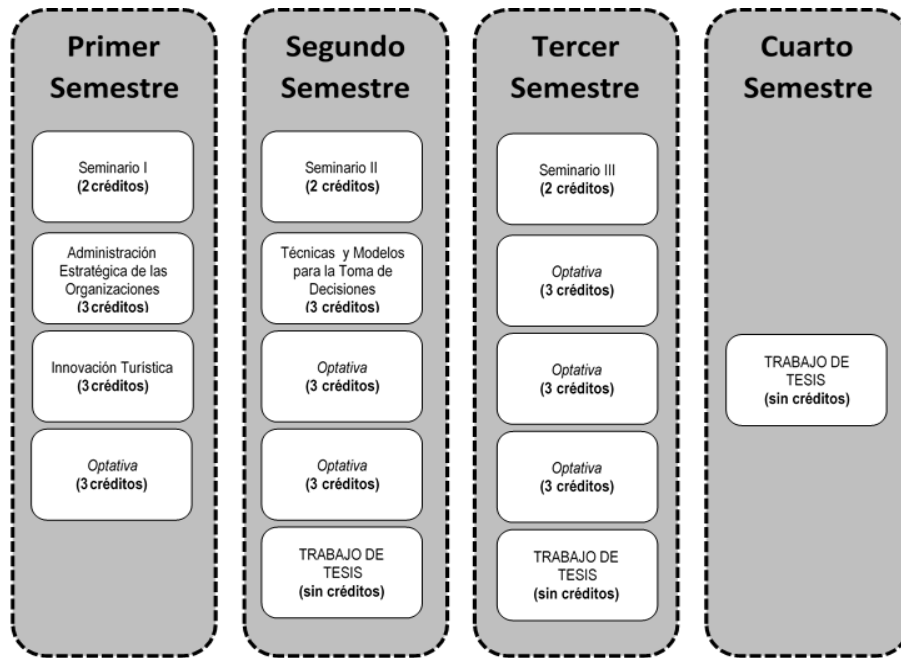 Primer
Semestre
Seminario I
(2 créditos)
Administración
Estratégica de las
Organizaciones
(3 créditos)
Innovación Turística
(3 créditos)
Optativa
(3 créditos)
Segundo
Semestre
Seminario II
(2 créditos)
Técnicas y Modelos
para la Toma de
Decisiones
(3 créditos)
Optativa
(3 créditos)
Optativa
(3 créditos)
TRABAJO DE
TESIS
(sin créditos)
Tercer
Semestre
Seminario III
(2 créditos)
Optativa
(3 créditos)
Optativa
(3 créditos)
Optativa
(3 créditos)
TRABAJO DE
TESIS
(sin créditos)
Cuarto
Semestre
TRABAJO DE
TESIS
(sin créditos)